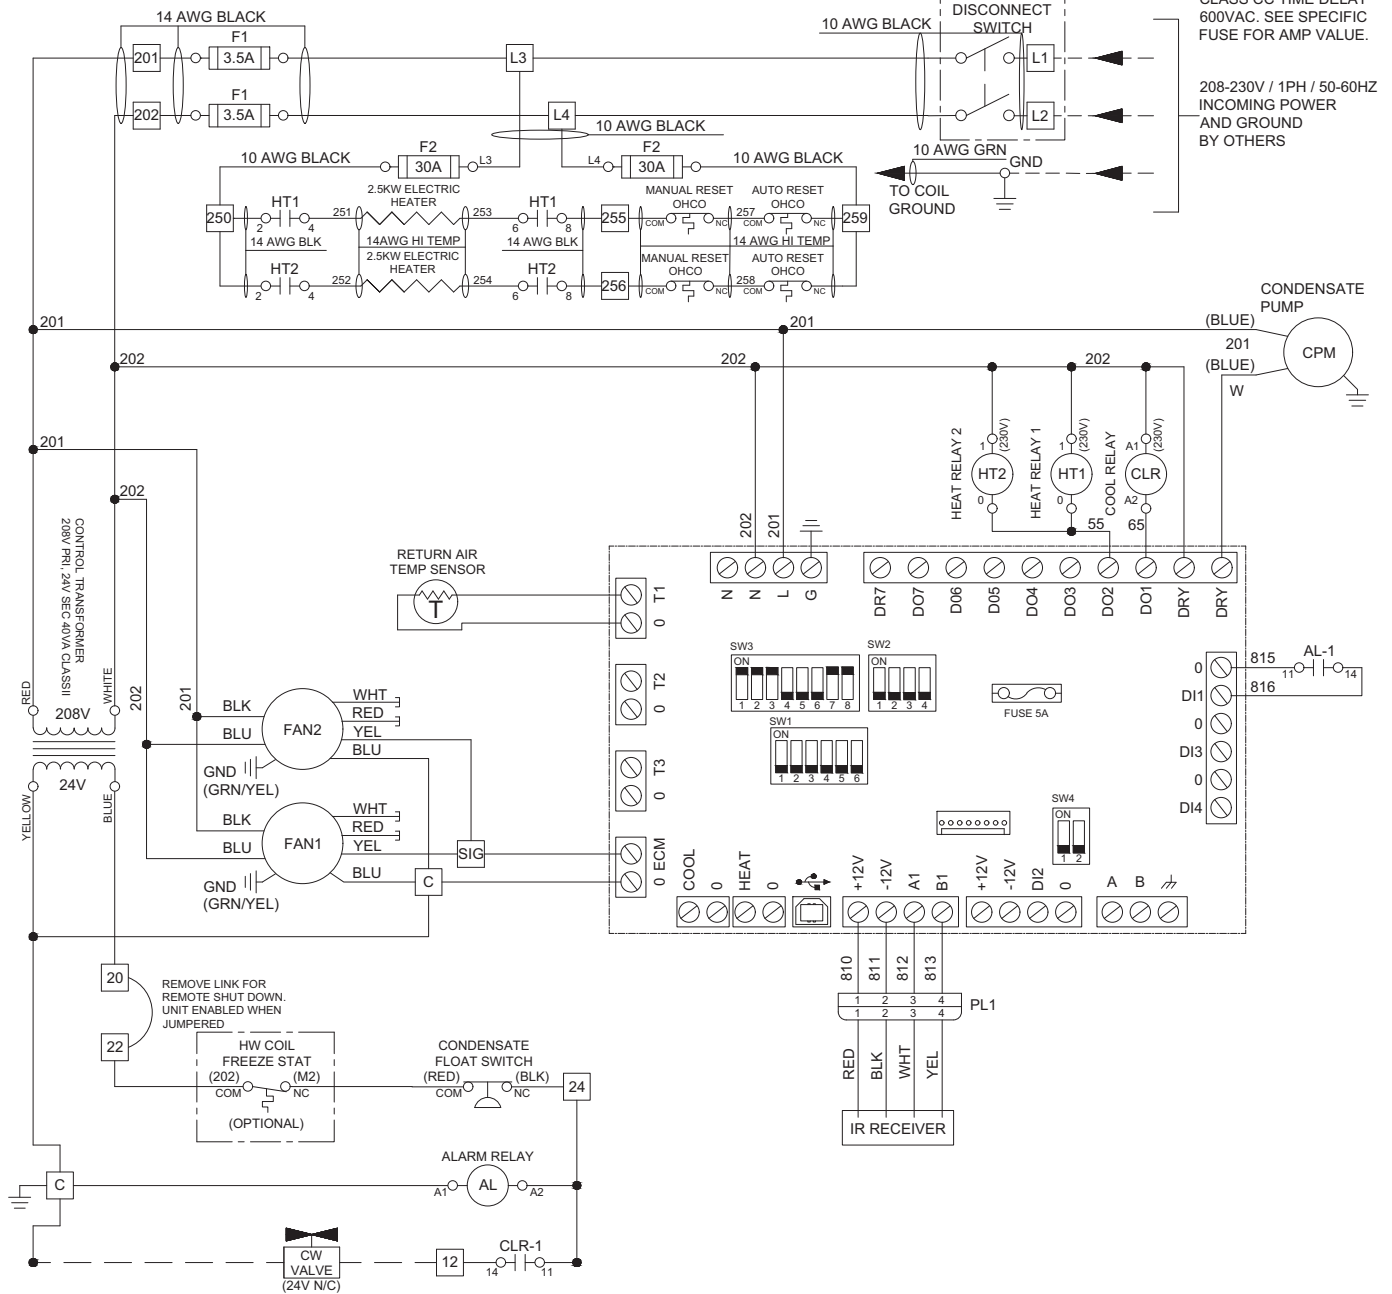 14 AWG BLACK
F1
201
3.5A
F1
202
3.5A
L3
L4
10 AWG BLACK
DISCONNECT
SWITCH
L1
L2
600VAC. SEE SPECIFIC
FUSE FOR AMP VALUE.
208-230V / 1PH / 50-60HZ
INCOMING POWER
AND GROUND
BY OTHERS
10 AWG BLACK
10 AWG GRN
GND
TO COIL
GROUND
10 AWG BLACK
F2
30A
L3
L4
F2
30A
10 AWG BLACK
2.5KW ELECTRIC
HEATER
MANUAL RESET
OHCO
AUTO RESET
OHCO
250
HT1
2
4
251
253
HT1
6
8
255
COM
NC
257
COM
NC
259
14 AWG BLK
14AWG HI TEMP
14 AWG BLK
14 AWG HI TEMP
2.5KW ELECTRIC
HEATER
MANUAL RESET
OHCO
AUTO RESET
OHCO
HT2
2
4
252
254
HT2
6
8
256
COM
NC
258
COM
NC
CONDENSATE
PUMP
201
201
(BLUE)
201
(BLUE)
W
CPM
202
202
202
201
202
HEAT RELAY 2
1
(230V)
HT2
0
HEAT RELAY 1
1
(230V)
HT1
0
COOL RELAY
A1
(230V)
CLR
A2
55
65
202
201
CONTROL TRANSFORMER
208V PRI, 24V SEC 40VA CLASSII
RED
WHITE
208V
24V
YELLOW
BLUE
202
201
RETURN AIR
TEMP SENSOR
T
T1
0
T2
0
T3
0
ECM
0
N
N
L
G
DR7
DO7
D06
D05
DO4
DO3
DO2
DO1
DRY
DRY
SW3
ON
1 2 3 4 5 6 7 8
SW2
ON
1 2 3 4
SW1
ON
1 2 3 4 5 6
FUSE 5A
SW4
ON
1 2
0
DI1
0
DI3
0
DI4
815
816
AL-1
11
14
BLK
BLU
FAN2
GND
(GRN/YEL)
WHT
RED
YEL
BLU
BLK
BLU
FAN1
GND
(GRN/YEL)
WHT
RED
YEL
BLU
SIG
C
COOL
0
HEAT
0
+12V
-12V
A1
B1
+12V
-12V
DI2
0
A
B
810
811
812
813
1 2 3 4
1 2 3 4
PL1
RED
BLK
WHT
YEL
IR RECEIVER
20
22
REMOVE LINK FOR
REMOTE SHUT DOWN.
UNIT ENABLED WHEN
JUMPERED
HW COIL
FREEZE STAT
(202)
(M2)
COM
NC
(OPTIONAL)
CONDENSATE
FLOAT SWITCH
(RED)
(BLK)
COM
NC
24
C
ALARM RELAY
A1
AL
A2
CW
VALVE
(24V N/C)
12
CLR-1
14
11